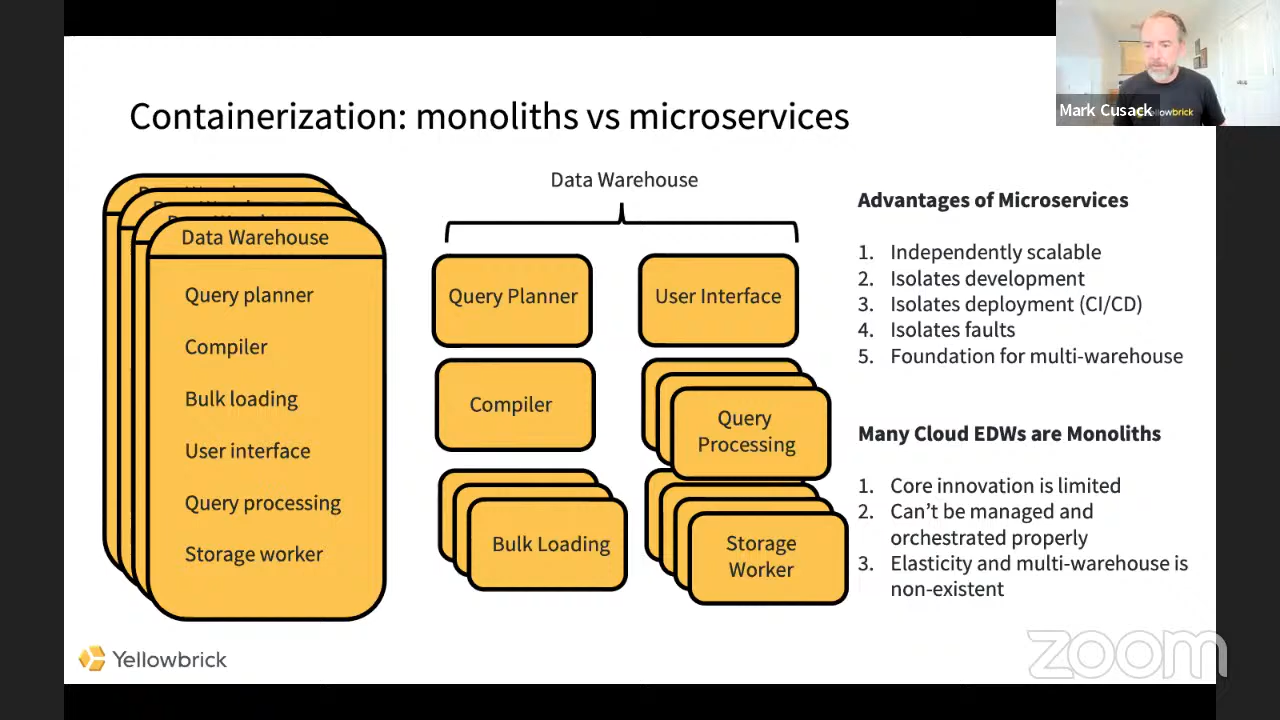 Containerization: monoliths vs microservices
Mark Cusack
Yellowbrick
Data Warehouse
Query planner
Compiler
Bulk loading
User interface
Query processing
Storage worker
Data Warehouse
Query Planner
User Interface
Compiler
Query
Processing
Bulk Loading
Storage
Worker
Advantages of Microservices
1. Independently scalable
2. Isolates development
3. Isolates deployment (CI/CD)
4. Isolates faults
5. Foundation for multi-warehouse
Many Cloud EDWs are Monoliths
1. Core innovation is limited
2. Can't be managed and
orchestrated properly
3. Elasticity and multi-warehouse is
non-existent
Yellowbrick
zoom